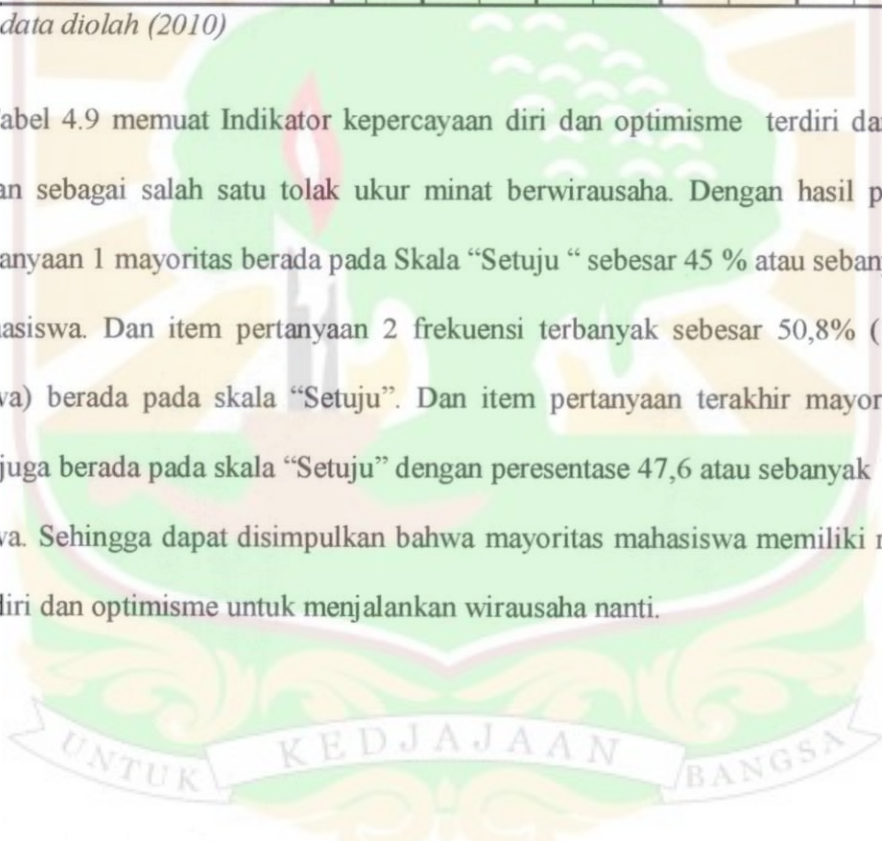 data diolah (2010)
abel 4.9 memuat Indikator kepercayaan diri dan optimisme terdiri da
an sebagai salah satu tolak ukur minat berwirausaha. Dengan hasil p
anyaan 1 mayoritas berada pada Skala “Setuju “ sebesar 45 % atau seban
asiswa. Dan item pertanyaan 2 frekuensi terbanyak sebesar 50,8% (
va) berada pada skala “Setuju”. Dan item pertanyaan terakhir mayor
juga berada pada skala “Setuju” dengan peresentase 47,6 atau sebanyak
va. Sehingga dapat disimpulkan bahwa mayoritas mahasiswa memiliki r
diri dan optimisme untuk menjalankan wirausaha nanti.
UNTUK KEDJAJAAN BANGSA